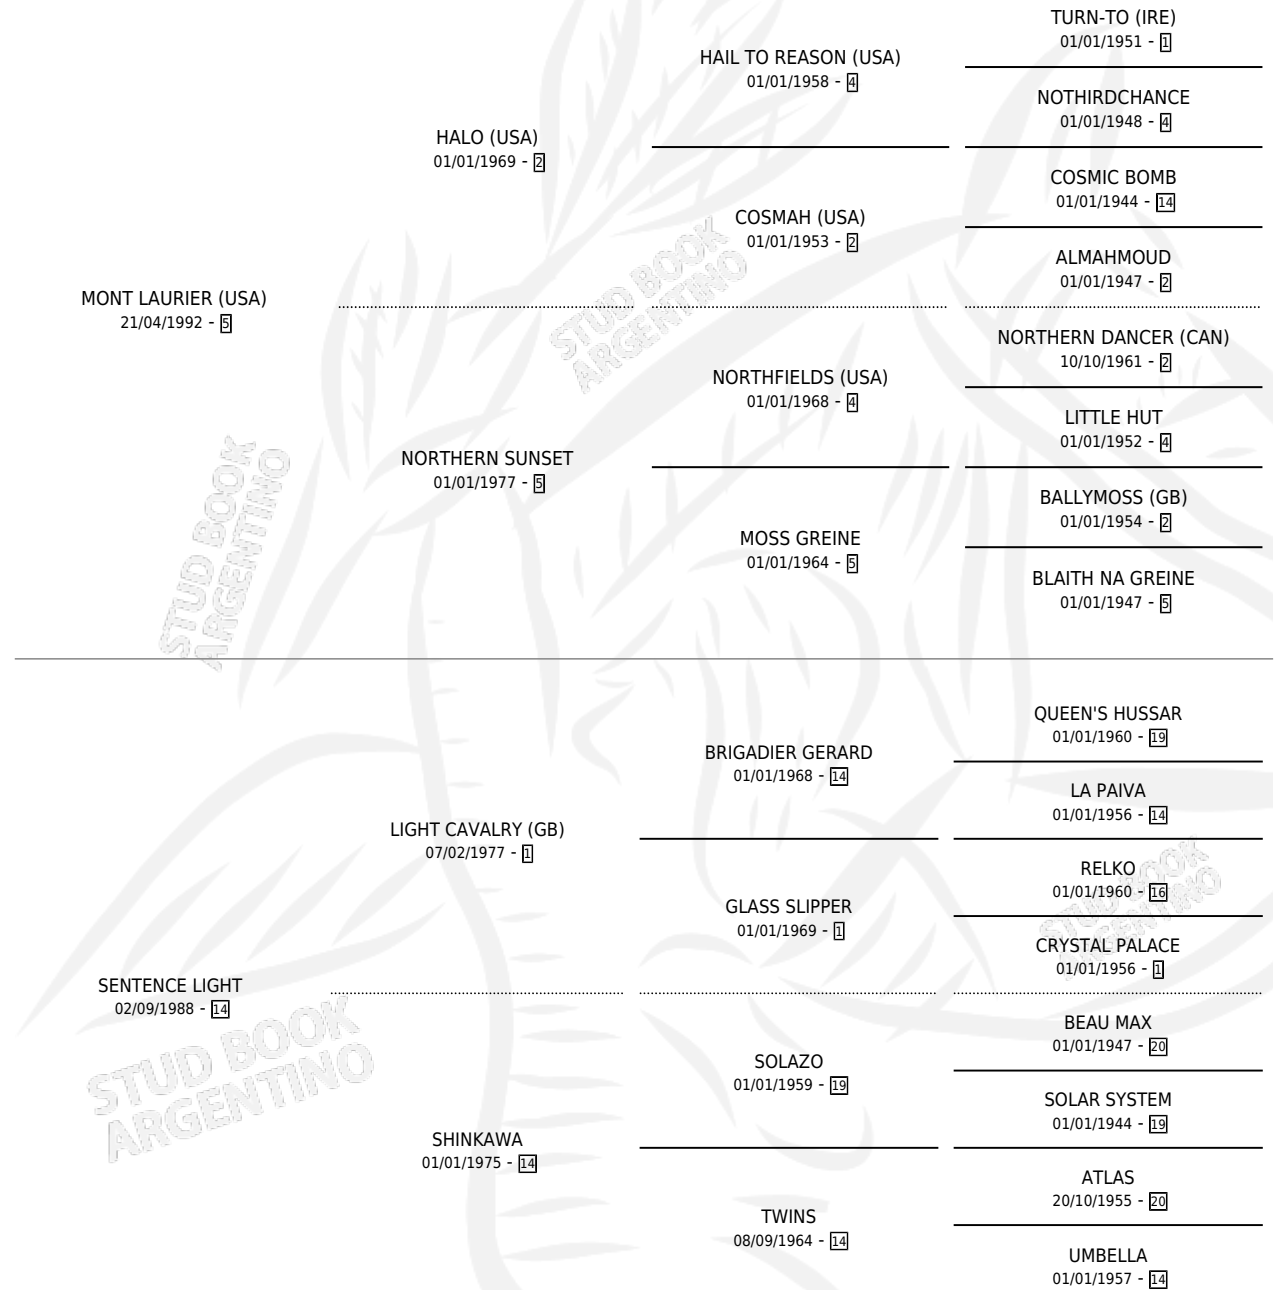 TURN-TO (IRE)
01/01/1951 - 1
HAIL TO REASON (USA)
01/01/1958 - 4
NOTHIRDCHANCE
01/01/1948 - 4
HALO (USA)
01/01/1969 - 2
COSMIC BOMB
01/01/1944 - 14
COSMAH (USA)
01/01/1953 - 2
ALMAHMOUD
01/01/1947 - 2
MONT LAURIER (USA)
21/04/1992 - 5
NORTHERN DANCER (CAN)
10/10/1961 - 2
NORTHFIELDS (USA)
01/01/1968 - 4
LITTLE HUT
01/01/1952 - 4
NORTHERN SUNSET
01/01/1977 - 5
BALLYMOSS (GB)
01/01/1954 - 2
MOSS GREINE
01/01/1964 - 5
BLAITH NA GREINE
01/01/1947 - 5
STUD BOOK
ARGENTINO
STUD BOOK
ARGENTINO
QUEEN'S HUSSAR
01/01/1960 - 19
BRIGADIER GERARD
01/01/1968 - 14
LA PAIVA
01/01/1956 - 14
LIGHT CAVALRY (GB)
07/02/1977 - 1
RELKO
01/01/1960 - 16
GLASS SLIPPER
01/01/1969 - 1
CRYSTAL PALACE
01/01/1956 - 1
STUD BOOK
ARGENTINO
SENTENCE LIGHT
02/09/1988 - 14
BEAU MAX
01/01/1947 - 20
SOLAZO
01/01/1959 - 19
SOLAR SYSTEM
01/01/1944 - 19
STUD BOOK
ARGENTINO
SHINKAWA
01/01/1975 - 14
ATLAS
20/10/1955 - 20
TWINS
08/09/1964 - 14
UMBELLA
01/01/1957 - 14